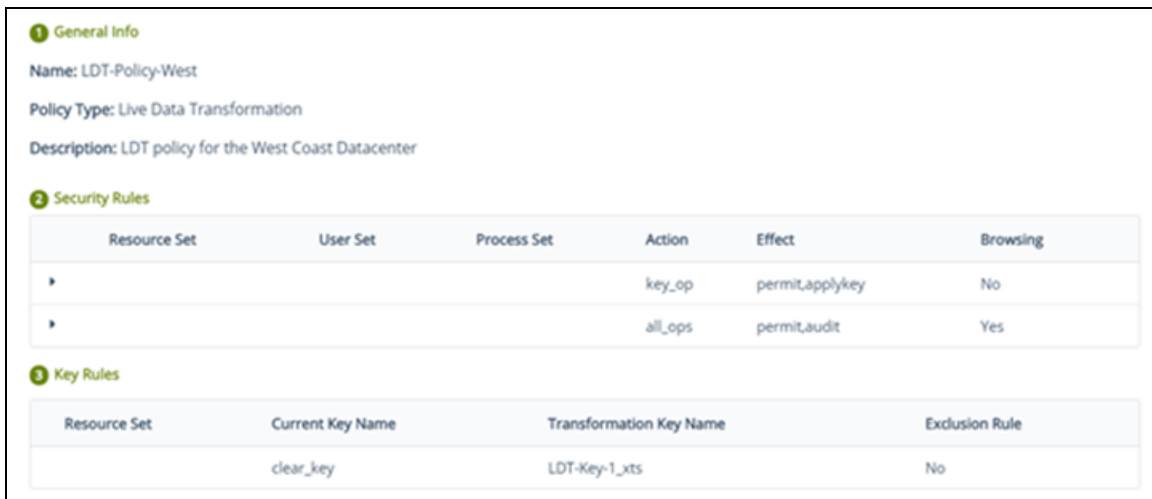 1 General Info
Name: LDT-Policy-West
Policy Type: Live Data Transformation
Description: LDT policy for the West Coast Datacenter
2 Security Rules
Resource Set User Set Process Set Action Effect Browsing
key_op permit,applykey No
all_ops permit,audit Yes
3 Key Rules
Resource Set Current Key Name Transformation Key Name Exclusion Rule
clear_key LDT-Key-1_xts No